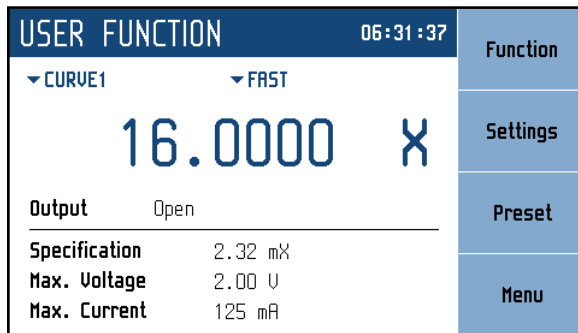 USER FUNCTION 06:31:37
▾CURVE1 ▾FAST
16.0000 X
Output Open
Specification 2.32 mX
Max. Voltage 2.00 V
Max. Current 125 mA
Function
Settings
Preset
Menu